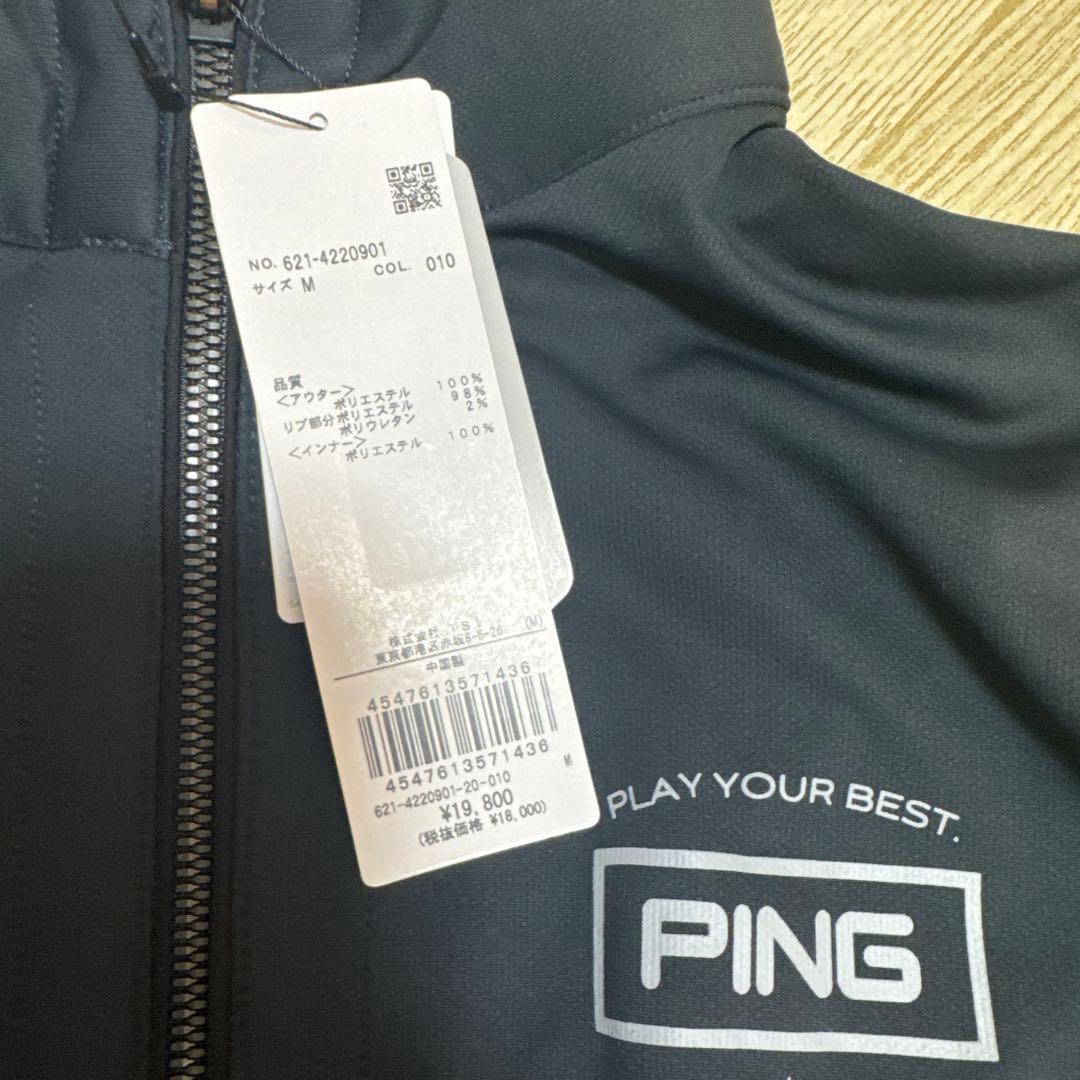 NO. 621-4220901
COL. 010
サイズ M
品質
<アウター>
ポリエステル 100%
リブ部分ポリエステル 98%
ポリウレタン 2%
<インナー>
ポリエステル 100%
株式会社 TSI
東京都港区赤坂8-5-26 (M)
中国製
4547613571436
4547613571436
621-4220901-20-010 M
¥19,800
(税抜価格 ¥18,000)
PLAY YOUR BEST.
PING